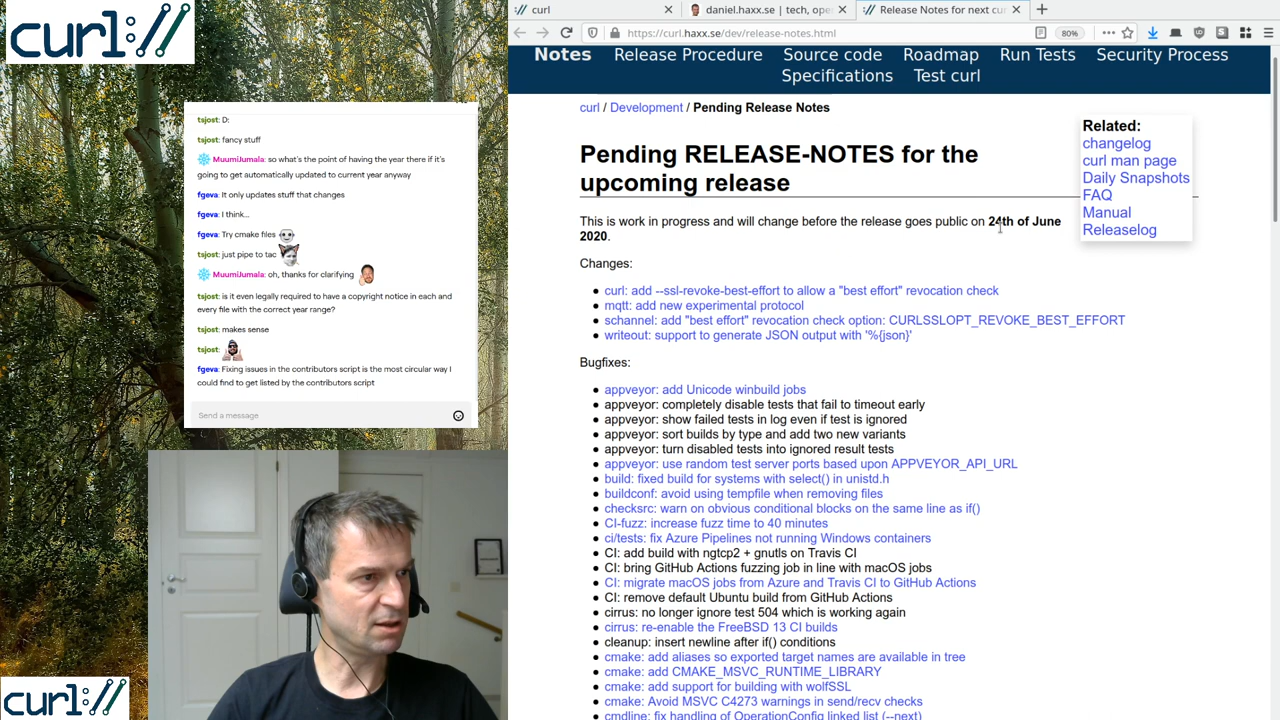 curl://
tsjost: D:
tsjost: fancy stuff
MuumiJumala: so what's the point of having the year there if it's
going to get automatically updated to current year anyway
fgeva: It only updates stuff that changes
fgeva: I think...
fgeva: Try cmake files
tsjost: just pipe to tac
MuumiJumala: oh, thanks for clarifying
tsjost: is it even legally required to have a copyright notice in each and
every file with the correct year range?
tsjost: makes sense
tsjost:
fgeva: Fixing issues in the contributors script is the most circular way I
could find to get listed by the contributors script
Send a message
curl://
curl
daniel.haxx.se | tech, ope
Release Notes for next cur
https://curl.haxx.se/dev/release-notes.html
80%
Notes Release Procedure Source code Roadmap Run Tests Security Process
Specifications Test curl
curl / Development / Pending Release Notes
Related:
changelog
curl man page
Daily Snapshots
FAQ
Manual
Releaselog
Pending RELEASE-NOTES for the
upcoming release
This is work in progress and will change before the release goes public on 24th of June
2020.
Changes:
• curl: add --ssl-revoke-best-effort to allow a "best effort" revocation check
• mqtt: add new experimental protocol
• schannel: add "best effort" revocation check option: CURLSSLOPT_REVOKE_BEST_EFFORT
• writeout: support to generate JSON output with '%{json}'
Bugfixes:
• appveyor: add Unicode winbuild jobs
• appveyor: completely disable tests that fail to timeout early
• appveyor: show failed tests in log even if test is ignored
• appveyor: sort builds by type and add two new variants
• appveyor: turn disabled tests into ignored result tests
• appveyor: use random test server ports based upon APPVEYOR_API_URL
• build: fixed build for systems with select() in unistd.h
• buildconf: avoid using tempfile when removing files
• checksrc: warn on obvious conditional blocks on the same line as if()
• CI-fuzz: increase fuzz time to 40 minutes
• ci/tests: fix Azure Pipelines not running Windows containers
• CI: add build with ngtcp2 + gnutls on Travis CI
• CI: bring GitHub Actions fuzzing job in line with macOS jobs
• CI: migrate macOS jobs from Azure and Travis CI to GitHub Actions
• CI: remove default Ubuntu build from GitHub Actions
• cirrus: no longer ignore test 504 which is working again
• cirrus: re-enable the FreeBSD 13 CI builds
• cleanup: insert newline after if() conditions
• cmake: add aliases so exported target names are available in tree
• cmake: add CMAKE_MSVC_RUNTIME_LIBRARY
• cmake: add support for building with wolfSSL
• cmake: Avoid MSVC C4273 warnings in send/recv checks
• cmdline: fix handling of OperationConfig linked list (--next)